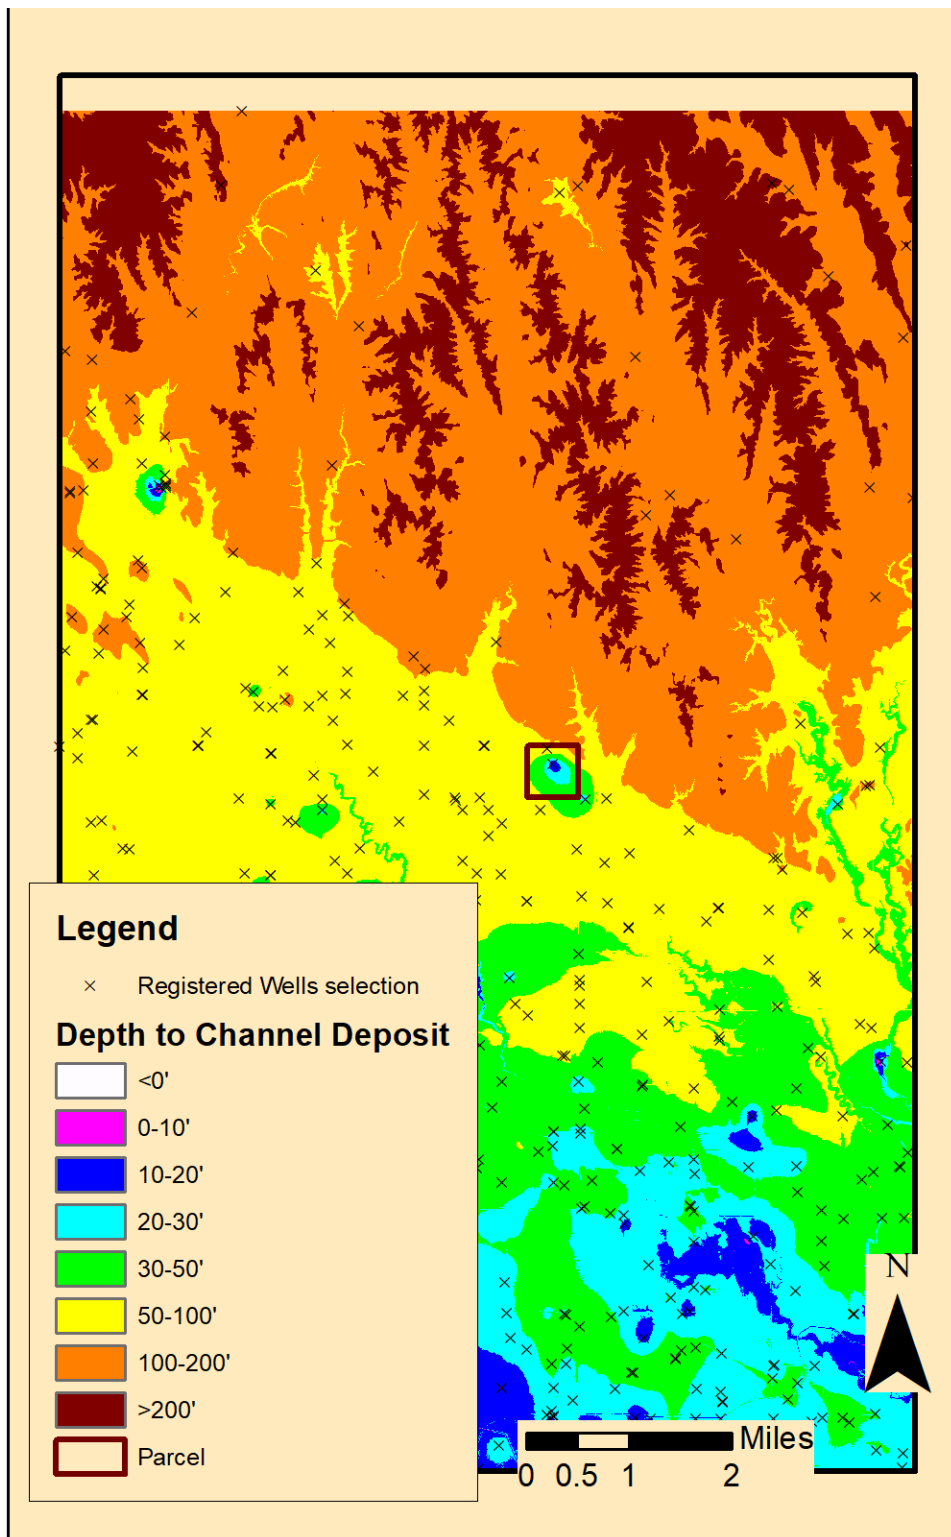 Legend
Registered Wells selection
Depth to Channel Deposit
<0'
0-10'
10-20'
20-30'
30-50'
50-100'
100-200'
>200'
Parcel
N
Miles
0 0.5 1 2